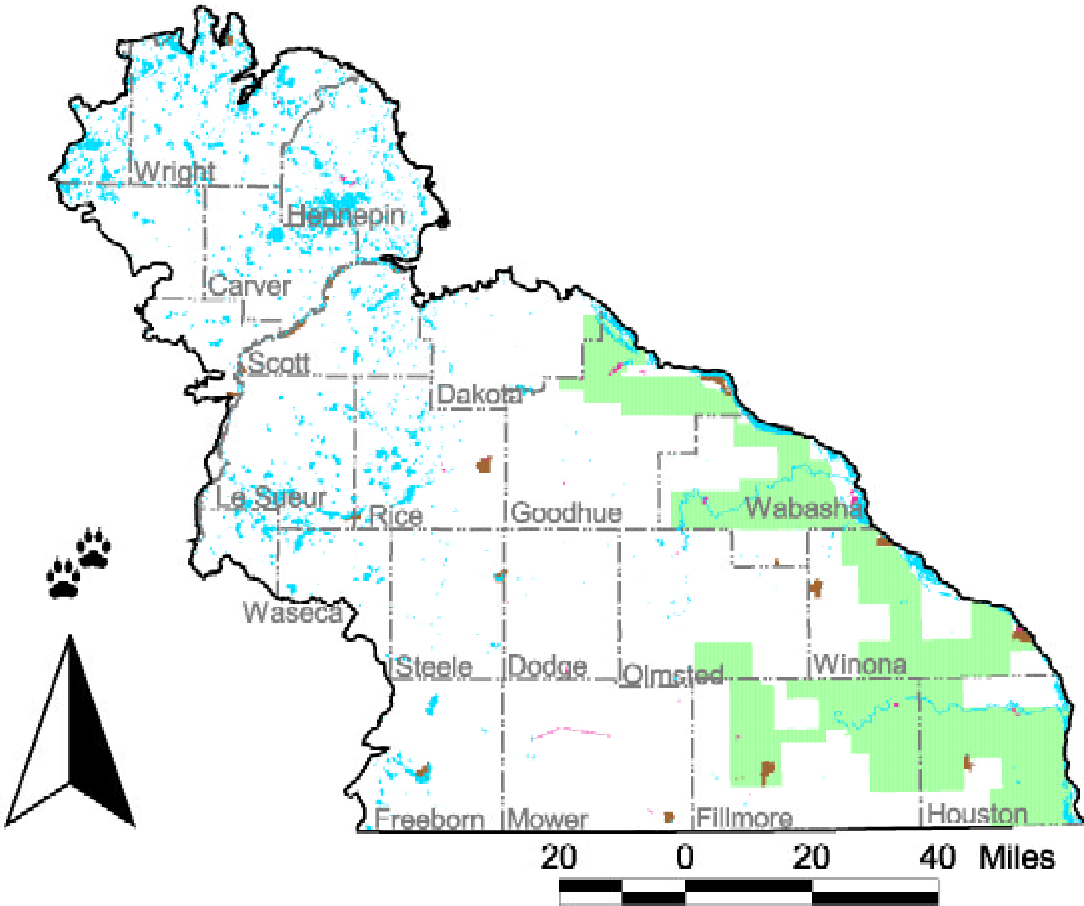 Wright
Hennepin
Carver
Scott
Dakota
Le Sueur
Rice
Goodhue
Wabasha
Waseca
Steele
Dodge
Olmsted
Winona
Freeborn
Mower
Fillmore
Houston
20 0 20 40 Miles